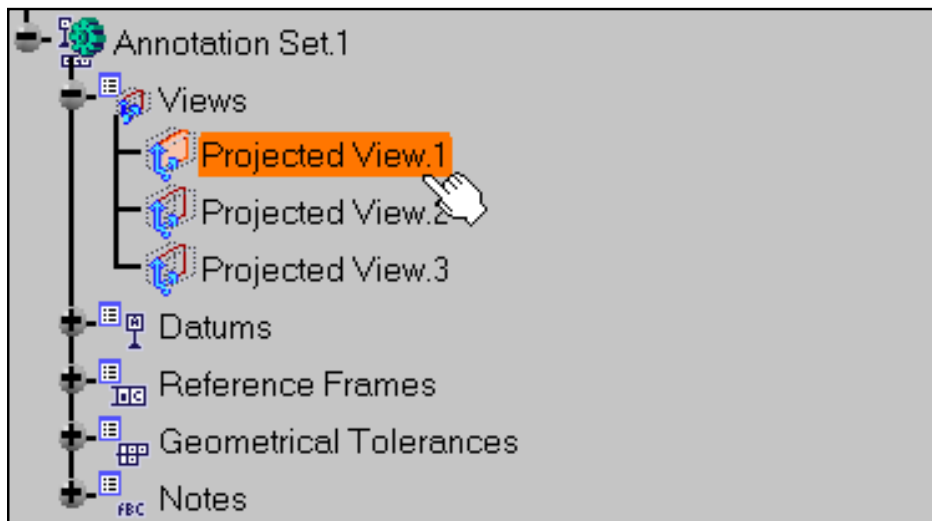 Annotation Set.1
Views
Projected View.1
Projected View.2
Projected View.3
Datums
Reference Frames
Geometrical Tolerances
Notes